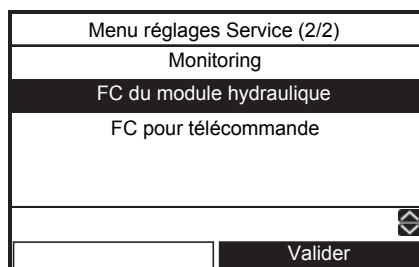 Menu réglages Service (2/2)
Monitoring
FC du module hydraulique
FC pour télécommande
Valider